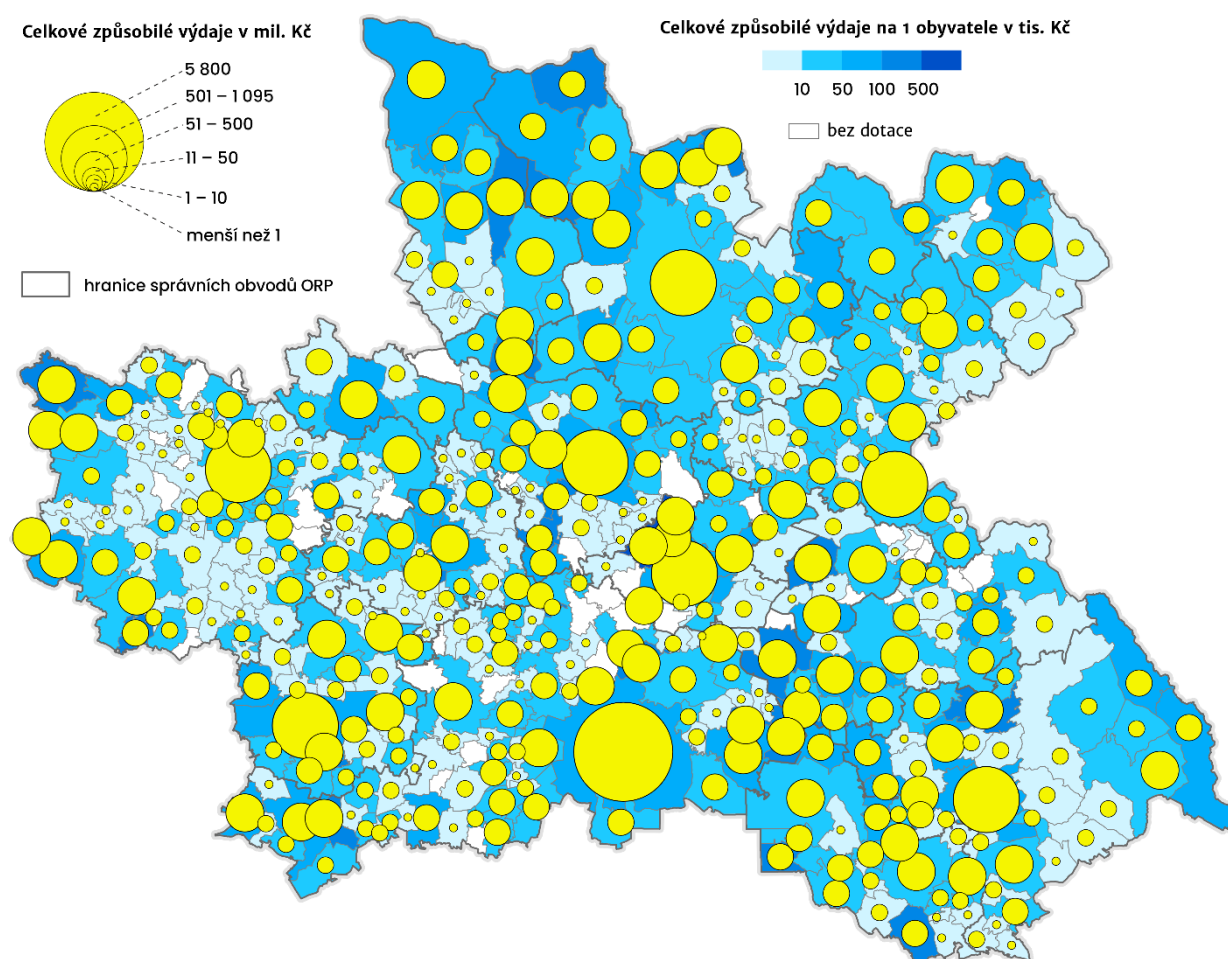 Celkové způsobilé výdaje v mil. Kč
5 800
501 – 1 095
51 – 500
11 – 50
1 – 10
menší než 1
hranice správních obvodů ORP
Celkové způsobilé výdaje na 1 obyvatele v tis. Kč
10 50 100 500
bez dotace